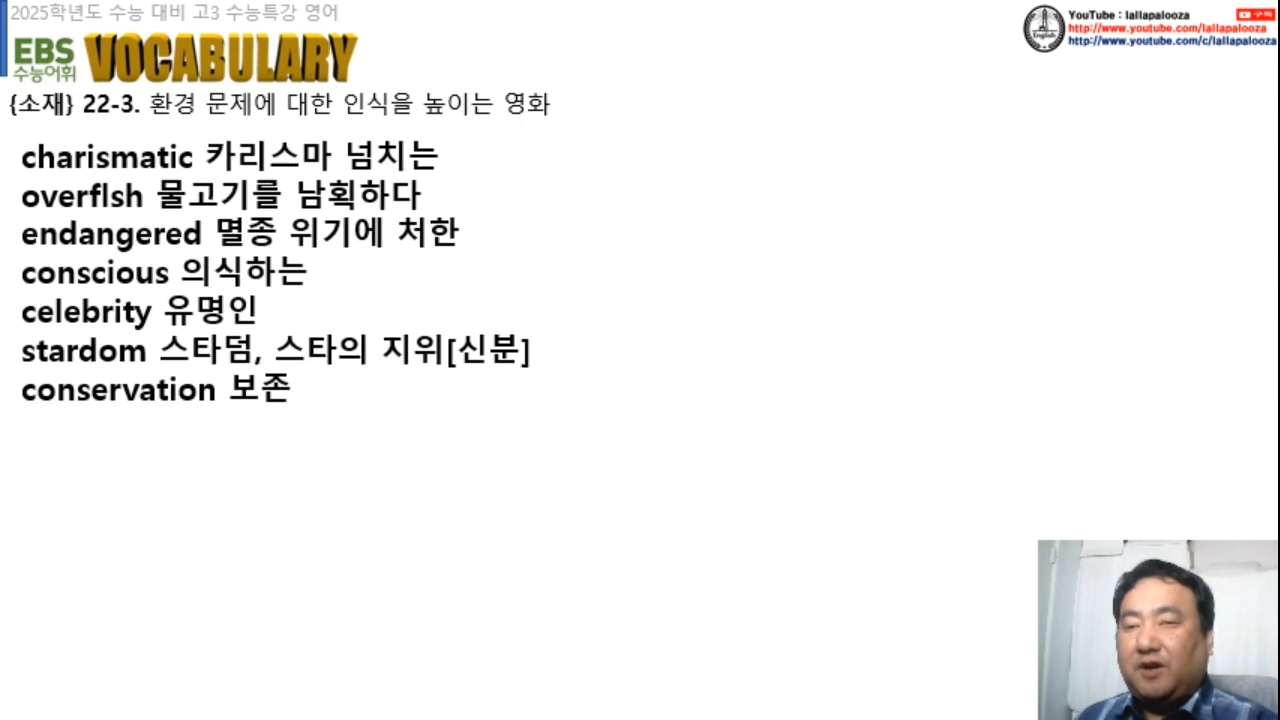 2025학년도 수능 대비 고3 수능특강 영어
EBS
수능어휘
VOCABULARY
YouTube : lallapalooza
구독
http://www.youtube.com/lallapalooza
http://www.youtube.com/c/lallapalooza
English
{소재} 22-3. 환경 문제에 대한 인식을 높이는 영화
charismatic 카리스마 넘치는
overflsh 물고기를 남획하다
endangered 멸종 위기에 처한
conscious 의식하는
celebrity 유명인
stardom 스타덤, 스타의 지위[신분]
conservation 보존